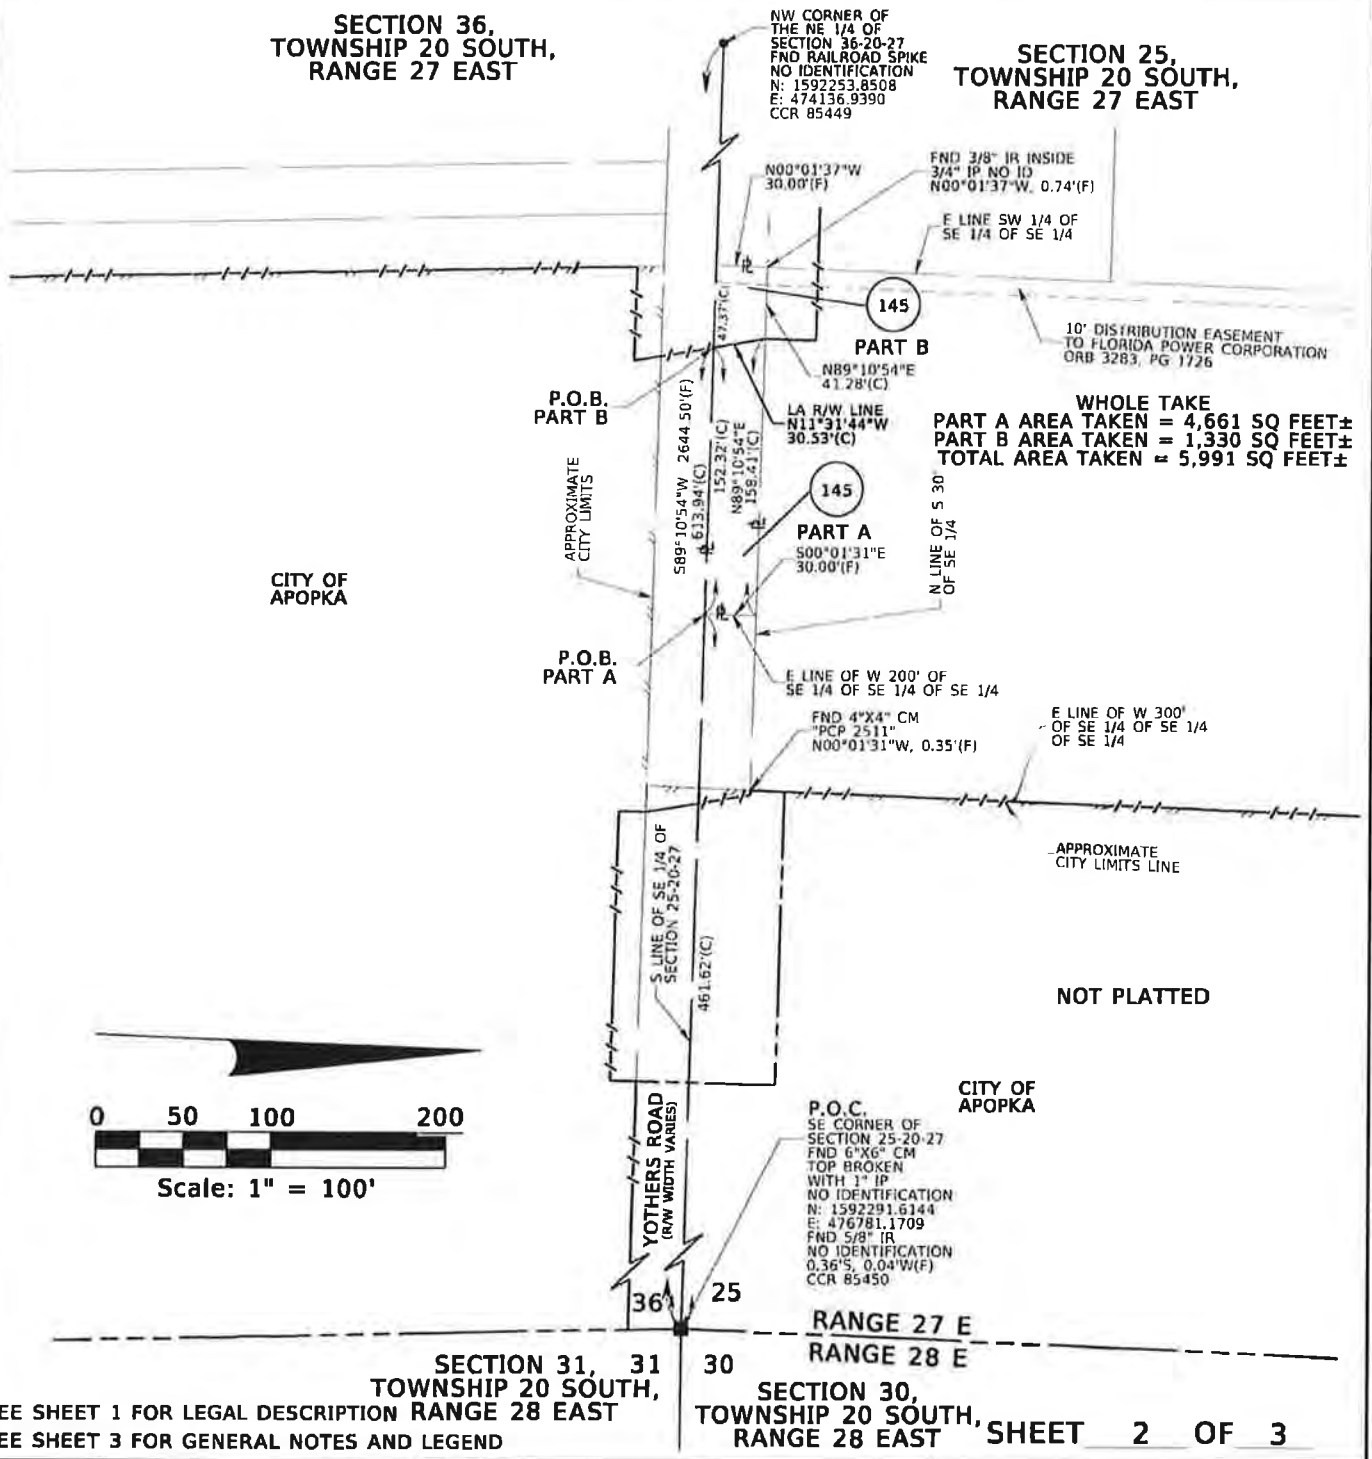 SECTION 36,
TOWNSHIP 20 SOUTH,
RANGE 27 EAST
NW CORNER OF
THE NE 1/4 OF
SECTION 36-20-27
FND RAILROAD SPIKE
NO IDENTIFICATION
N: 1592253.8508
E: 474136.9390
CCR 85449
SECTION 25,
TOWNSHIP 20 SOUTH,
RANGE 27 EAST
N00°01'37"W
30.00'(F)
FND 3/8" IR INSIDE
3/4" IP NO ID
N00°01'37"W, 0.74'(F)
E LINE SW 1/4 OF
SE 1/4 OF SE 1/4
145
PART B
10' DISTRIBUTION EASEMENT
TO FLORIDA POWER CORPORATION
ORB 3283, PG 1726
47.37'(C)
N89°10'54"E
41.28'(C)
P.O.B.
PART B
LA R/W LINE
N11°31'44"W
30.53'(C)
WHOLE TAKE
PART A AREA TAKEN = 4,661 SQ FEET±
PART B AREA TAKEN = 1,330 SQ FEET±
TOTAL AREA TAKEN = 5,991 SQ FEET±
APPROXIMATE
CITY LIMITS
S89°10'54"W 2644.50'(F)
613.94'(C)
152.32'(C)
N89°10'54"E
158.41'(C)
145
PART A
S00°01'31"E
30.00'(F)
N LINE OF S 30'
OF SE 1/4
CITY OF
APOPKA
P.O.B.
PART A
E LINE OF W 200' OF
SE 1/4 OF SE 1/4 OF SE 1/4
FND 4"X4" CM
"PCP 2511"
N00°01'31"W, 0.35'(F)
E LINE OF W 300'
OF SE 1/4 OF SE 1/4
OF SE 1/4
APPROXIMATE
CITY LIMITS LINE
S LINE OF SE 1/4 OF
SECTION 25-20-27
461.62'(C)
NOT PLATTED
CITY OF
APOPKA
0 50 100 200
Scale: 1" = 100'
YOTHERS ROAD
(R/W WIDTH VARIES)
P.O.C.
SE CORNER OF
SECTION 25-20-27
FND 6"X6" CM
TOP BROKEN
WITH 1" IP
NO IDENTIFICATION
N: 1592291.6144
E: 476781.1709
FND 5/8" IR
NO IDENTIFICATION
0.36'S, 0.04'W(F)
CCR 85450
36 25
RANGE 27 E
RANGE 28 E
31 30
SECTION 31,
TOWNSHIP 20 SOUTH,
RANGE 28 EAST
SECTION 30,
TOWNSHIP 20 SOUTH,
RANGE 28 EAST
EE SHEET 1 FOR LEGAL DESCRIPTION
EE SHEET 3 FOR GENERAL NOTES AND LEGEND
SHEET 2 OF 3